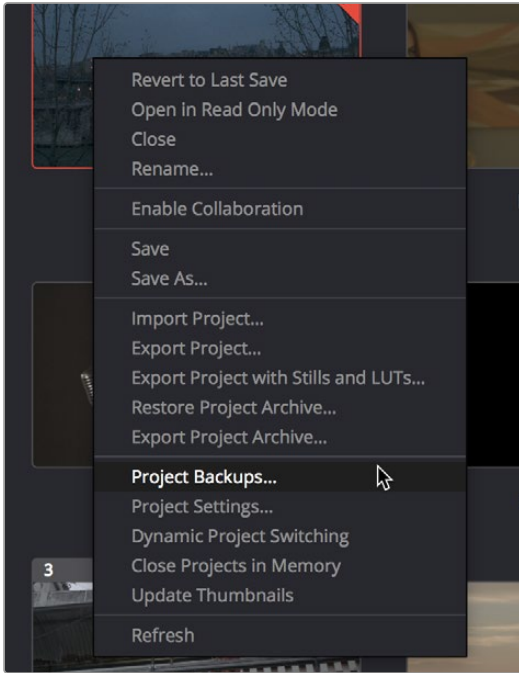 Revert to Last Save
Open in Read Only Mode
Close
Rename...
Enable Collaboration
Save
Save As...
Import Project...
Export Project...
Export Project with Stills and LUTs...
Restore Project Archive...
Export Project Archive...
Project Backups...
Project Settings...
Dynamic Project Switching
Close Projects in Memory
3
Update Thumbnails
Refresh